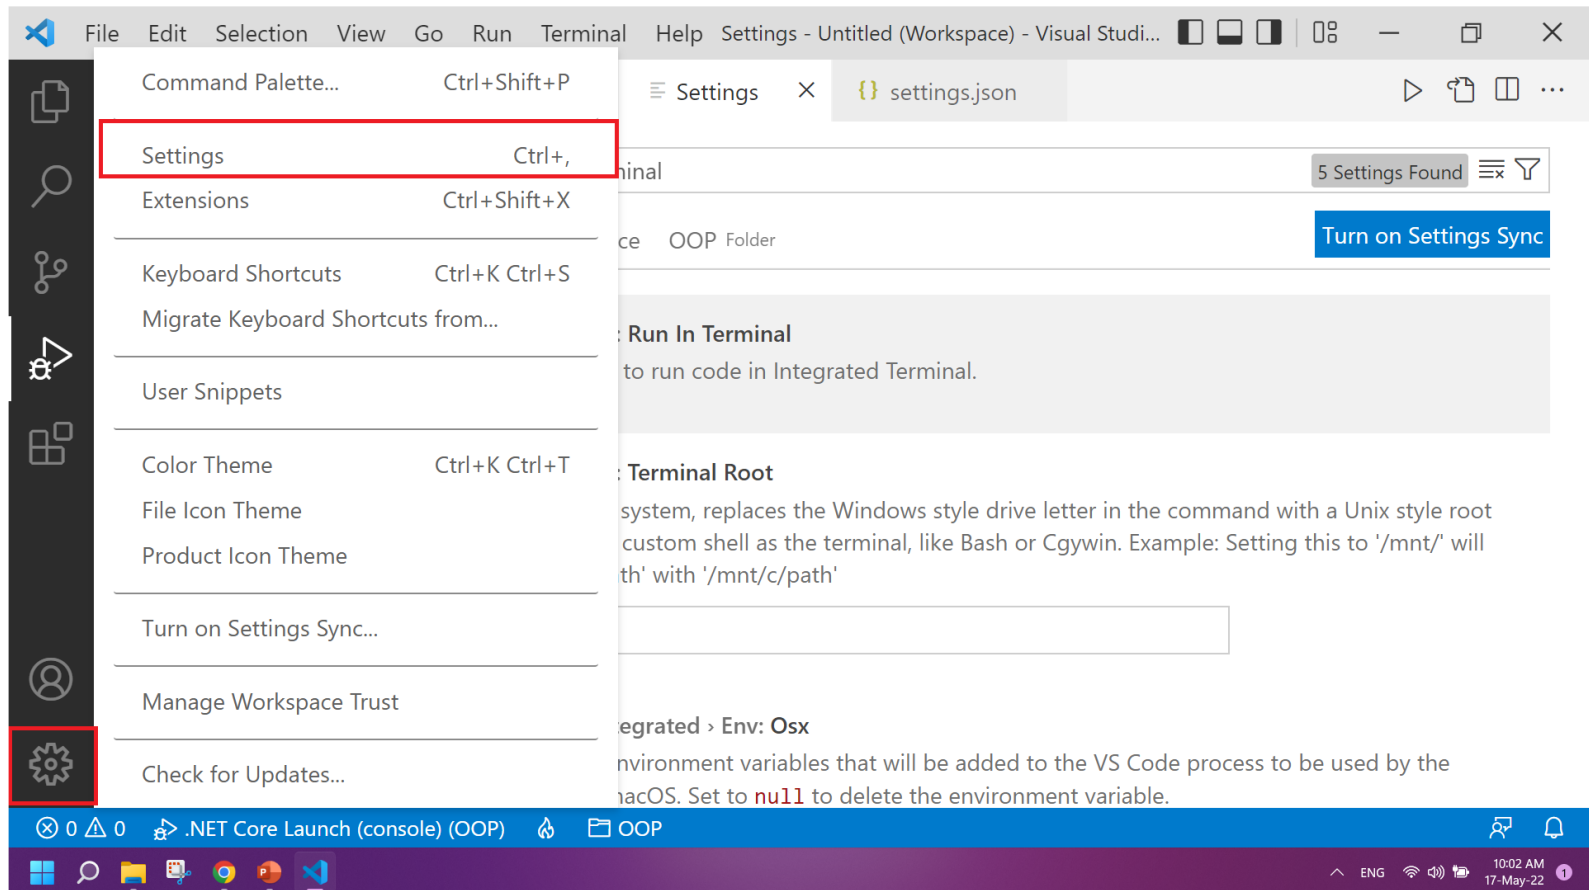 File Edit Selection View Go Run Terminal Help Settings - Untitled (Workspace) - Visual Studi...
Command Palette... Ctrl+Shift+P
Settings Ctrl+,
Extensions Ctrl+Shift+X
Keyboard Shortcuts Ctrl+K Ctrl+S
Migrate Keyboard Shortcuts from...
User Snippets
Color Theme Ctrl+K Ctrl+T
File Icon Theme
Product Icon Theme
Turn on Settings Sync...
Manage Workspace Trust
Check for Updates...
Settings {} settings.json
ninal 5 Settings Found
ce OOP Folder Turn on Settings Sync
: Run In Terminal
to run code in Integrated Terminal.
: Terminal Root
system, replaces the Windows style drive letter in the command with a Unix style root
custom shell as the terminal, like Bash or Cgywin. Example: Setting this to '/mnt/' will
th' with '/mnt/c/path'
tegrated › Env: Osx
nvironment variables that will be added to the VS Code process to be used by the
nacOS. Set to null to delete the environment variable.
0 0 .NET Core Launch (console) (OOP) OOP
ENG 10:02 AM
17-May-22 1